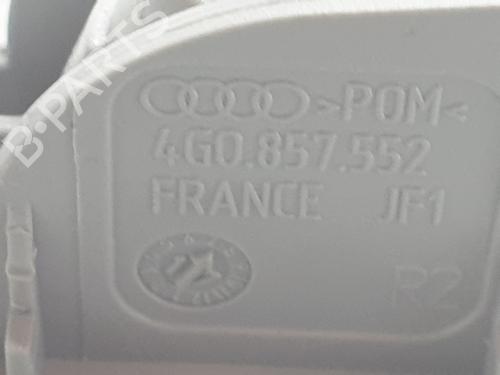 >POM<
4G0.857.552
FRANCE JF1
R2
B-PARTS